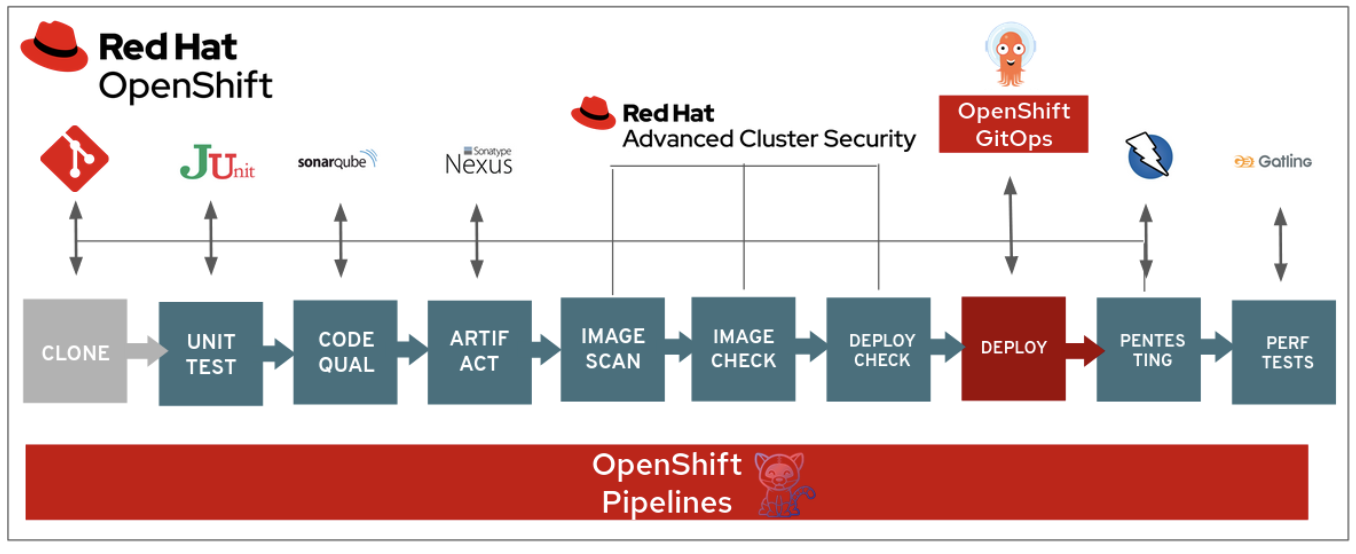 Red Hat
OpenShift
Red Hat
Advanced Cluster Security
OpenShift
GitOps
JUnit
sonarqube
Sonatype
Nexus
Gatling
CLONE
UNIT
TEST
CODE
QUAL
ARTIF
ACT
IMAGE
SCAN
IMAGE
CHECK
DEPLOY
CHECK
DEPLOY
PENTES
TING
PERF
TESTS
OpenShift
Pipelines